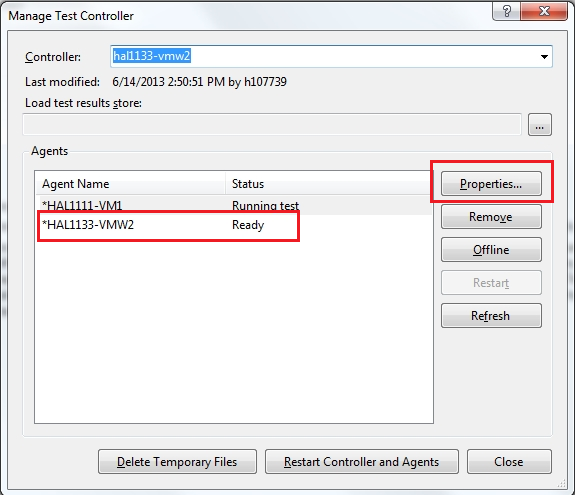 Manage Test Controller
Controller: hal1133-vmw2
Last modified: 6/14/2013 2:50:51 PM by h107739
Load test results store:
...
Agents
Agent Name Status
*HAL1111-VM1 Running test
*HAL1133-VMW2 Ready
Properties...
Remove
Offline
Restart
Refresh
Delete Temporary Files Restart Controller and Agents Close